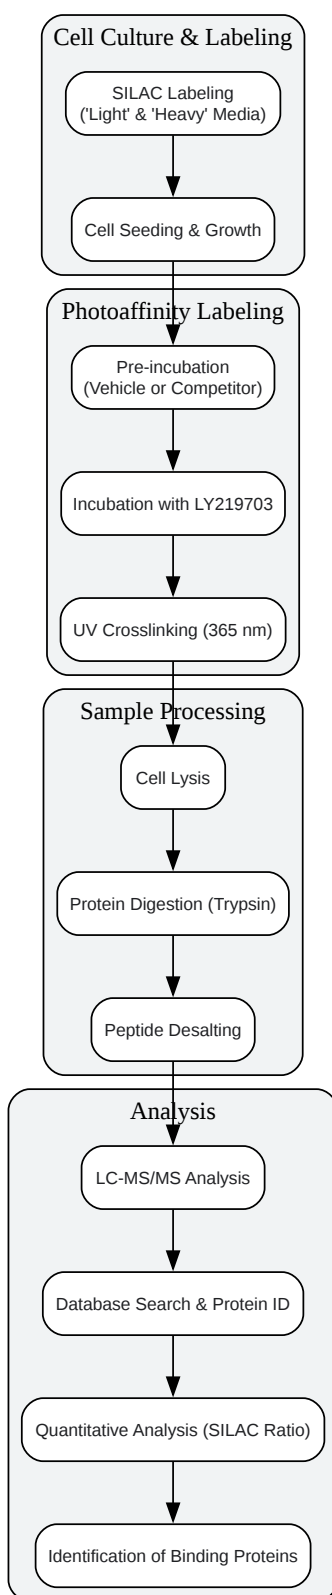 Cell Culture & Labeling
SILAC Labeling
('Light' & 'Heavy' Media)
Cell Seeding & Growth
Photoaffinity Labeling
Pre-incubation
(Vehicle or Competitor)
Incubation with LY219703
UV Crosslinking (365 nm)
Sample Processing
Cell Lysis
Protein Digestion (Trypsin)
Peptide Desalting
Analysis
LC-MS/MS Analysis
Database Search & Protein ID
Quantitative Analysis (SILAC Ratio)
Identification of Binding Proteins